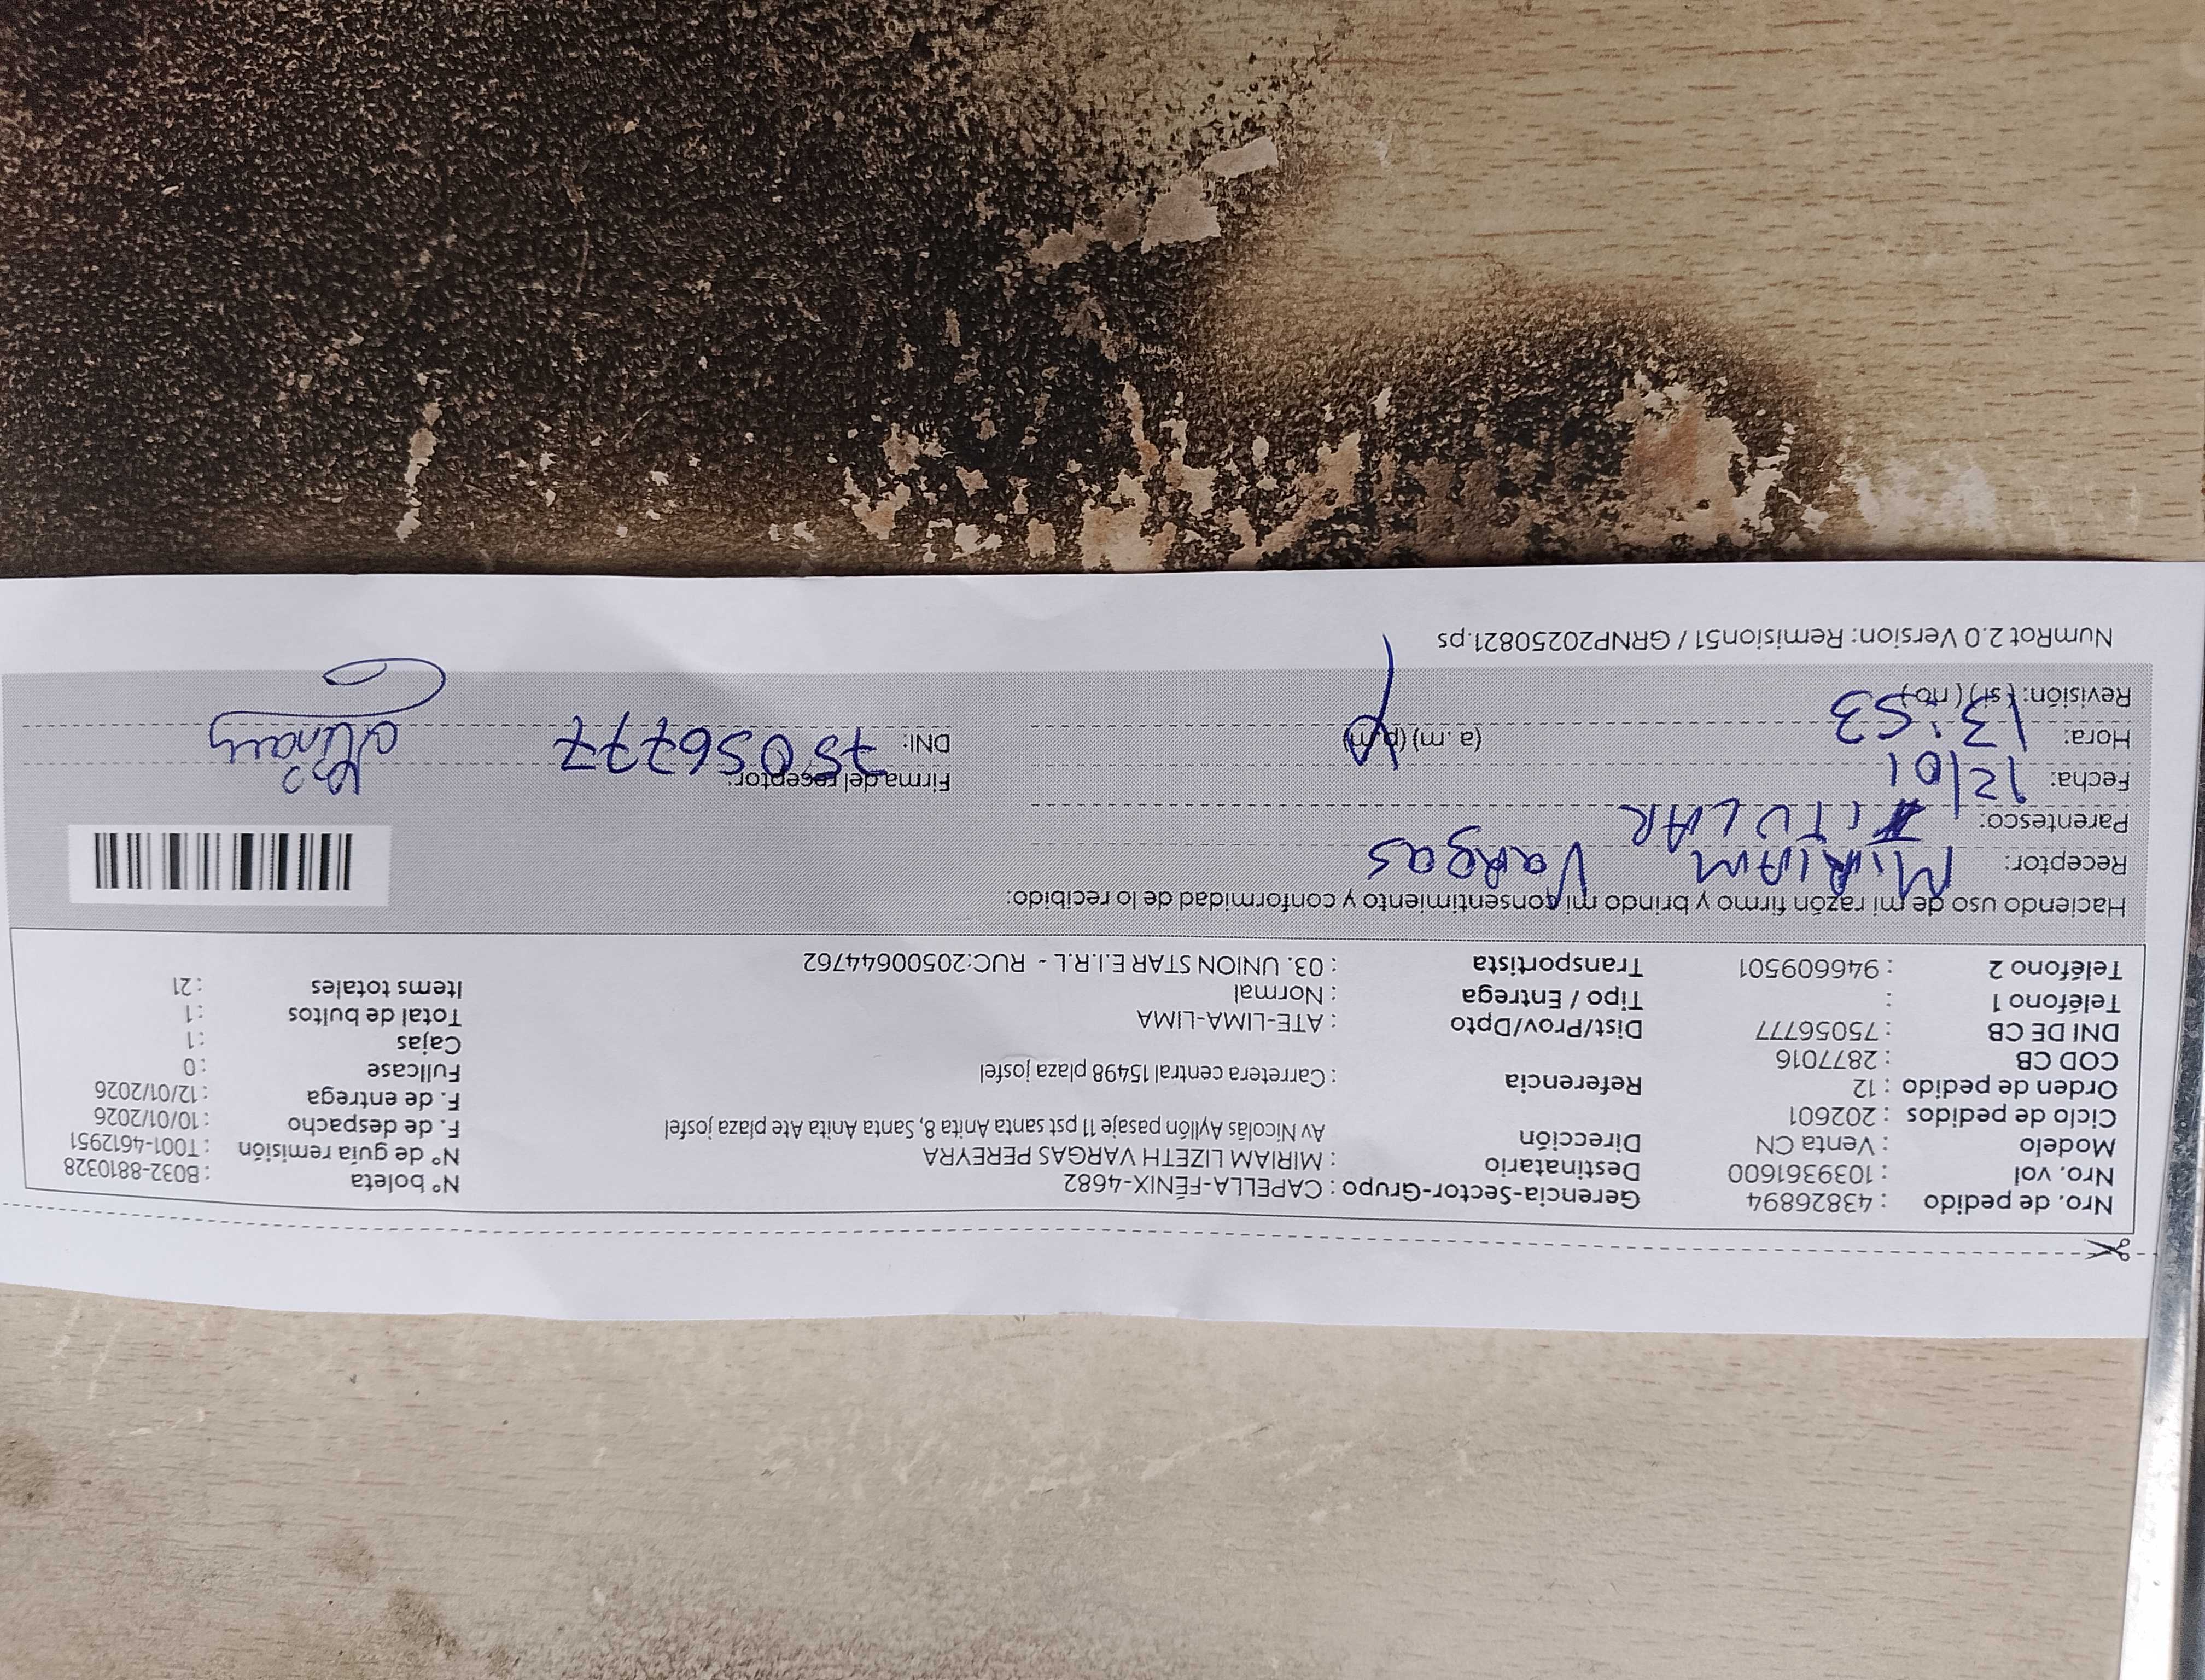 Nro. de pedido : 43826894 Gerencia-Sector-Grupo : CAPELLA-FÉNIX-4682 N° boleta : B032-8810328
Nro. vol : 1039361600 Destinatario : MIRIAM LIZETH VARGAS PEREYRA N° de guía remisión : T001-4612951
Modelo : Venta CN Dirección Av Nicolás Ayllón pasaje 11 pst santa Anita 8, Santa Anita Ate plaza josfel F. de despacho : 10/01/2026
Ciclo de pedidos : 202601 F. de entrega : 12/01/2026
Orden de pedido : 12 Referencia : Carretera central 15498 plaza josfel Fullcase : 0
COD CB : 2877016 Cajas : 1
DNI DE CB : 75056777 Dist/Prov/Dpto : ATE-LIMA-LIMA Total de bultos : 1
Teléfono 1 : Tipo / Entrega : Normal Items totales : 21
Teléfono 2 : 946609501 Transportista : 03. UNION STAR E.I.R.L - RUC:20500644762
Haciendo uso de mi razón firmo y brindo mi consentimiento y conformidad de lo recibido:
Receptor: MIRIAM Vargas
Parentesco: TITULAR
Fecha: 12/01 Firma del receptor:
Hora: 13:53 (a.m) (p.m) DNI: 75056777
Revisión: (si) (no)
NumRot 2.0 Version: Remision51 / GRNP20250821.ps